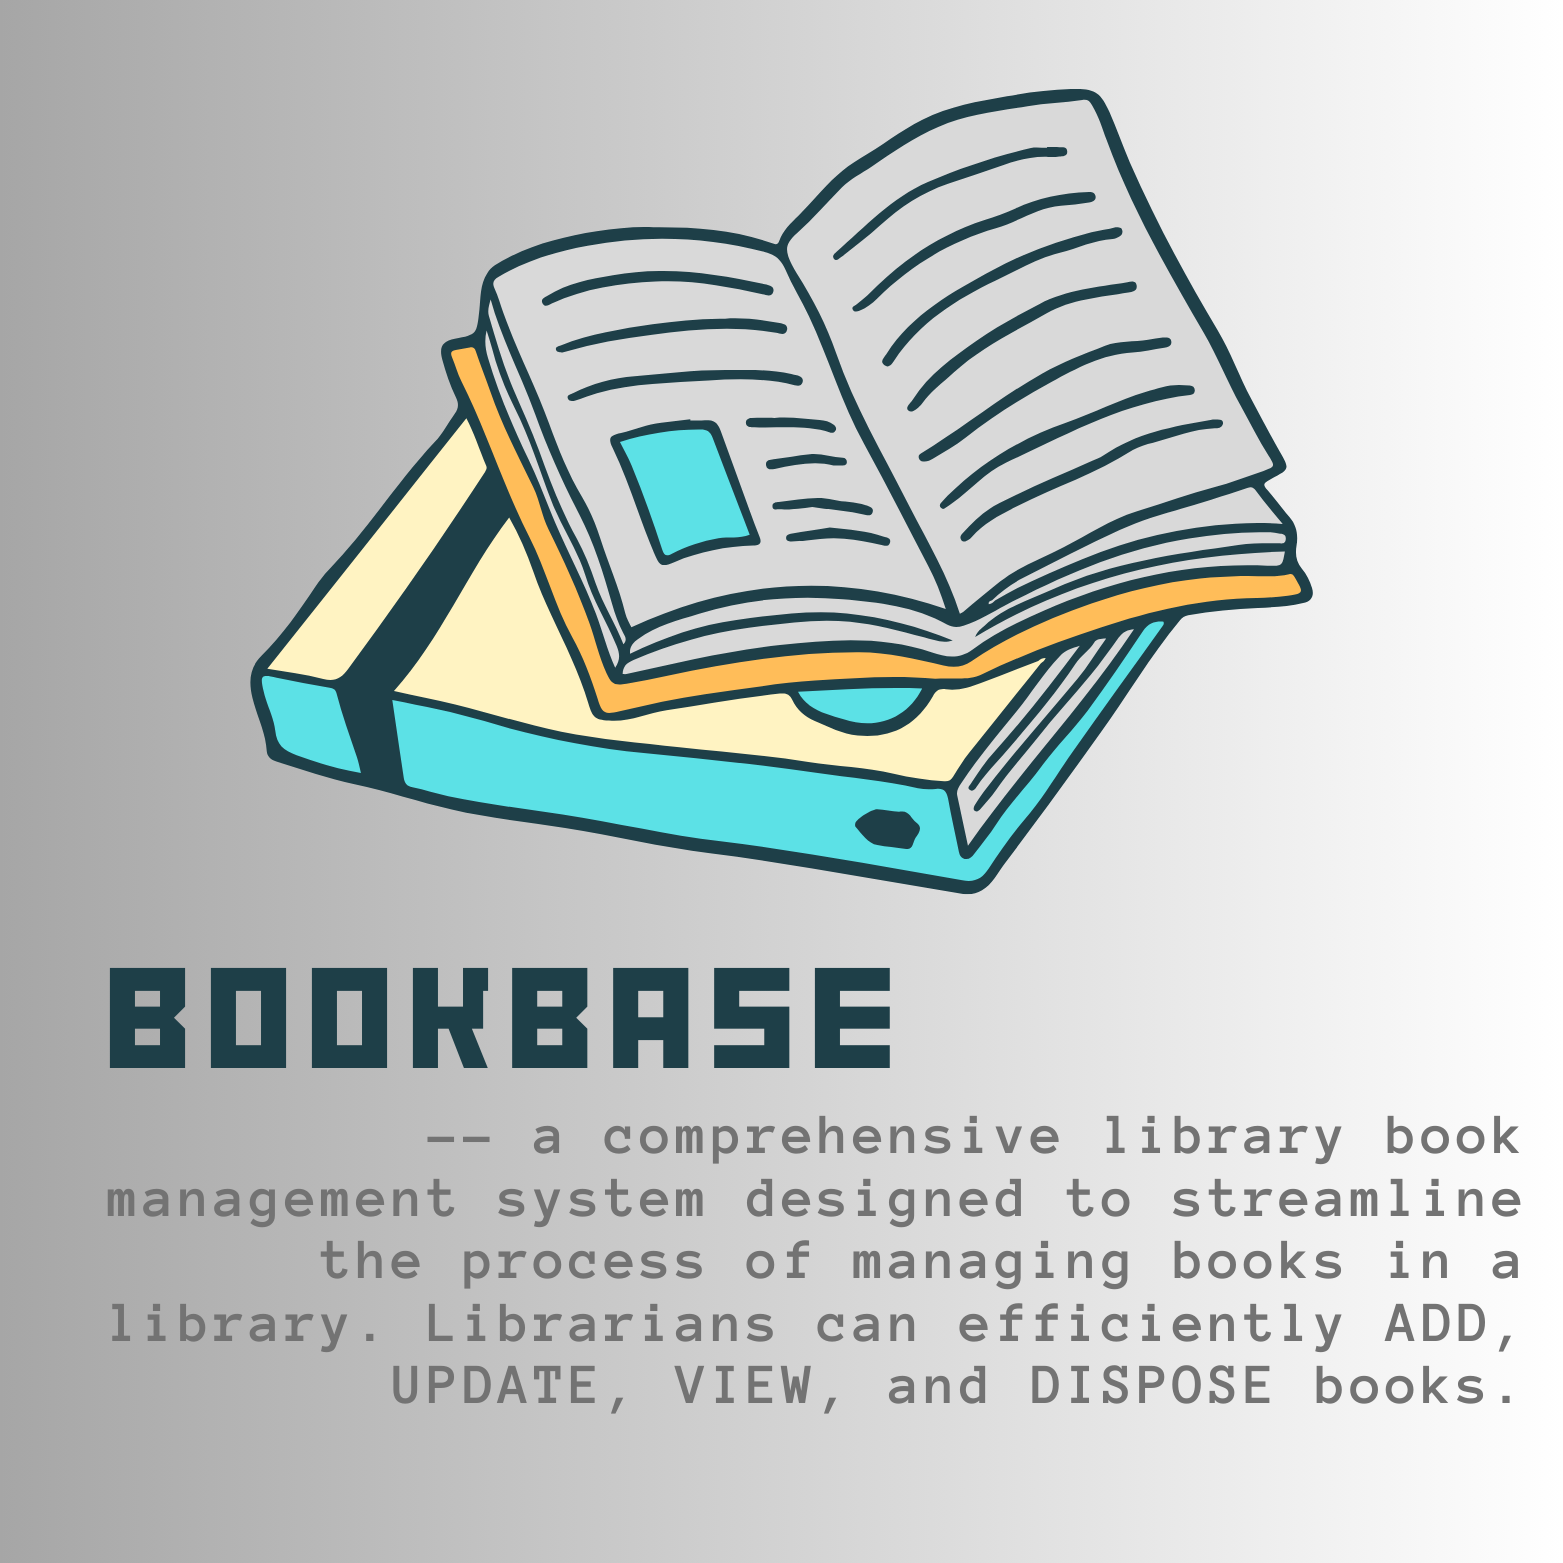 BOOKBASE
-- a comprehensive library book
management system designed to streamline
the process of managing books in a
library. Librarians can efficiently ADD,
UPDATE, VIEW, and DISPOSE books.